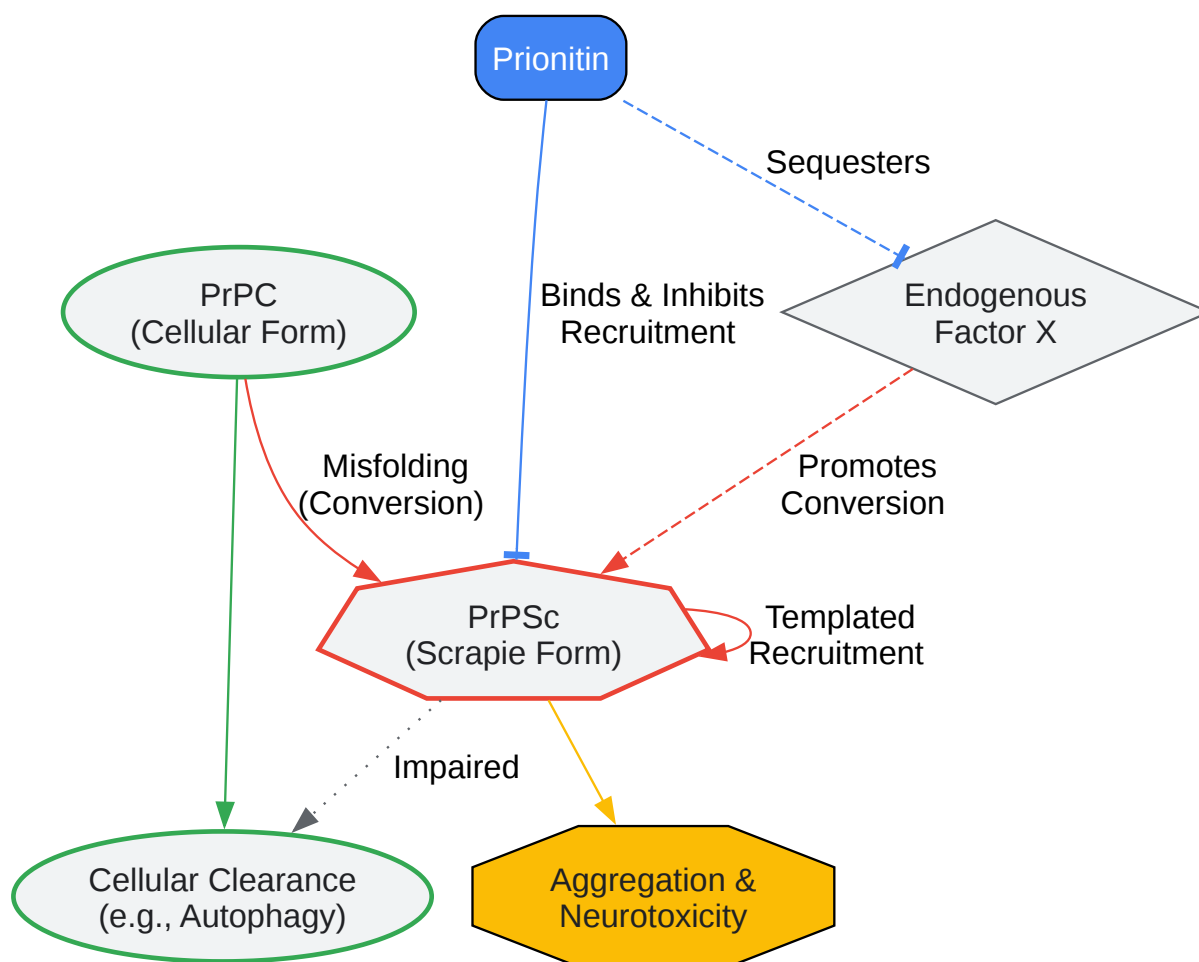 Prionitin
Sequesters
PrPC
(Cellular Form)
Binds & Inhibits
Recruitment
Endogenous
Factor X
Misfolding
(Conversion)
Promotes
Conversion
PrPSc
(Scrapie Form)
Templated
Recruitment
Impaired
Cellular Clearance
(e.g., Autophagy)
Aggregation &
Neurotoxicity